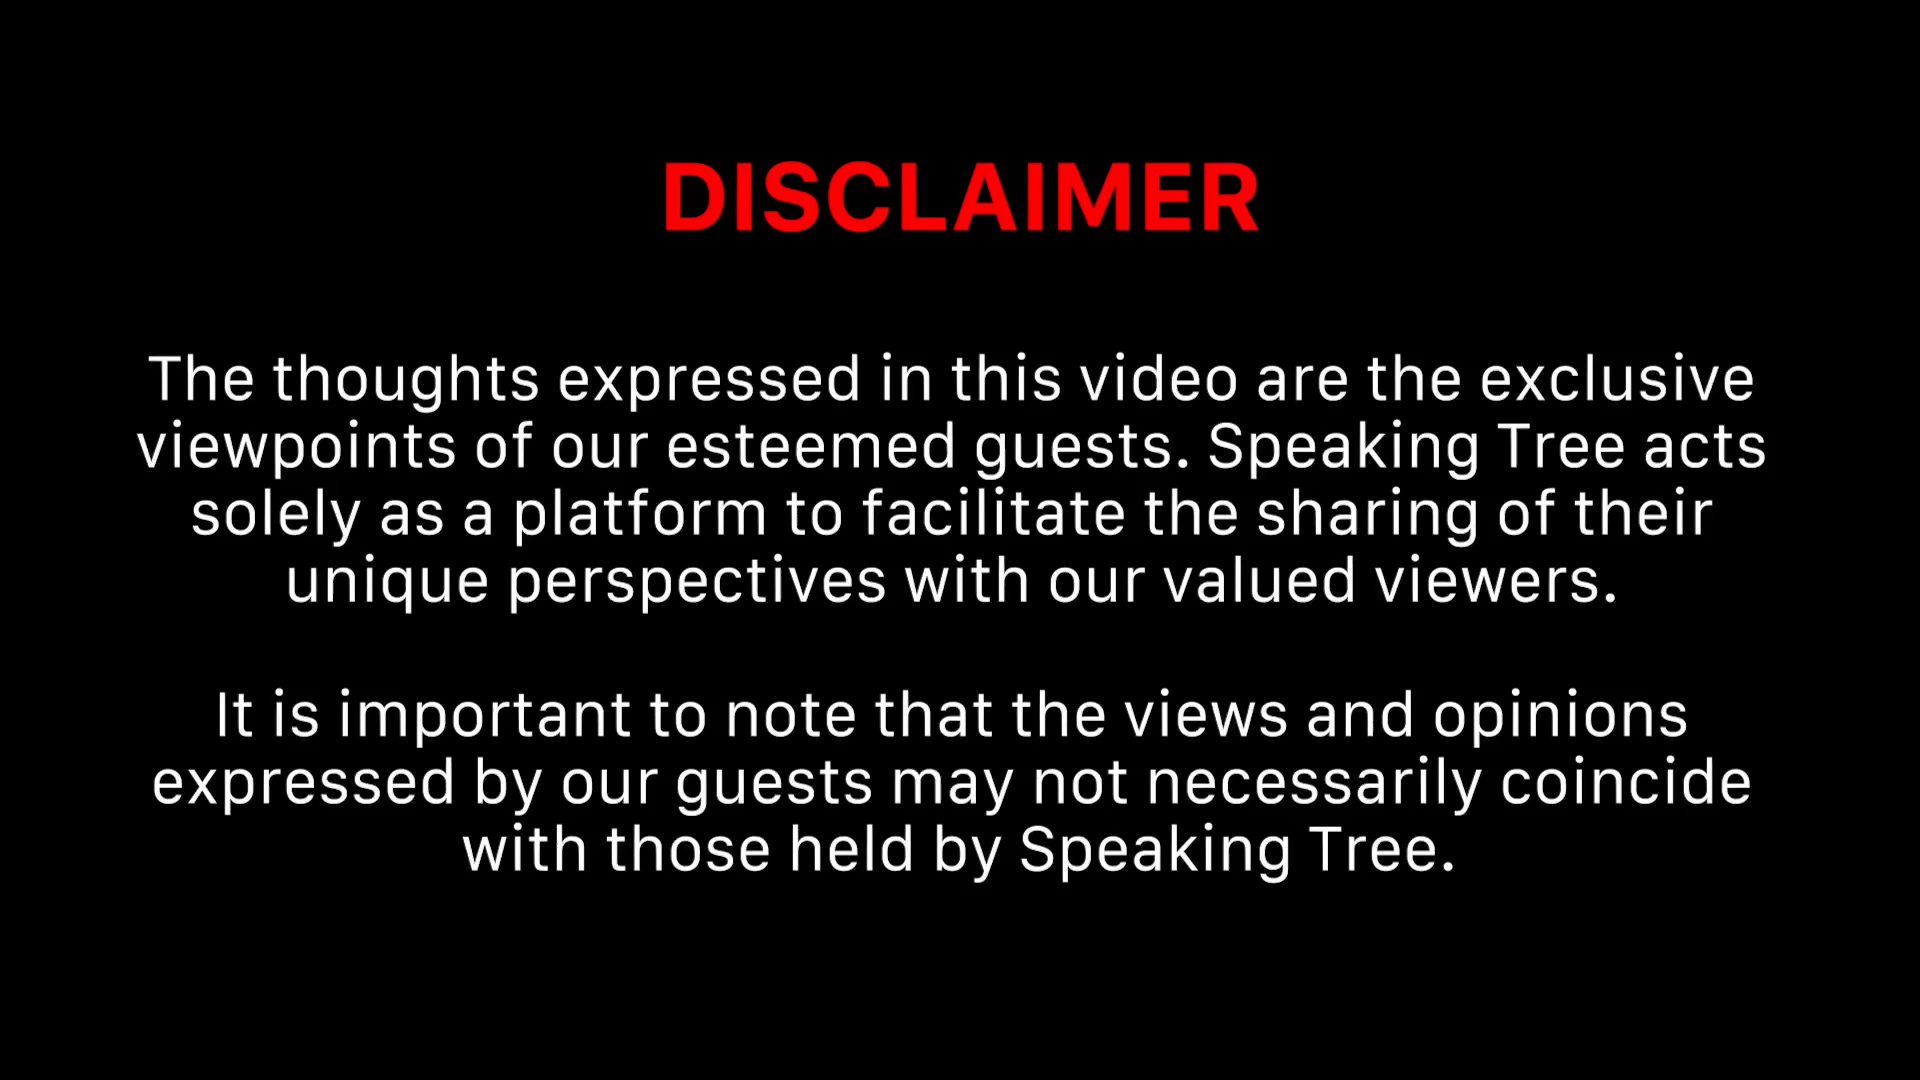 DISCLAIMER
The thoughts expressed in this video are the exclusive
viewpoints of our esteemed guests. Speaking Tree acts
solely as a platform to facilitate the sharing of their
unique perspectives with our valued viewers.
It is important to note that the views and opinions
expressed by our guests may not necessarily coincide
with those held by Speaking Tree.